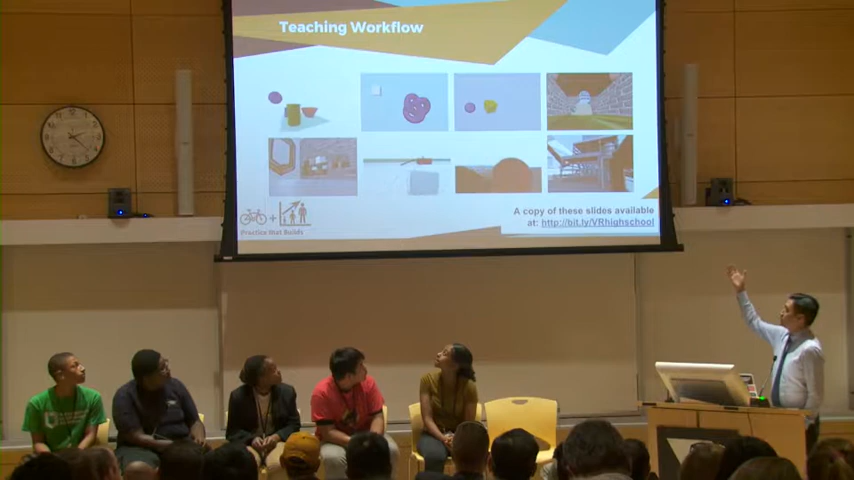 Teaching Workflow
A copy of these slides available
at: http://bit.ly/VRhighschool
Practice that Builds